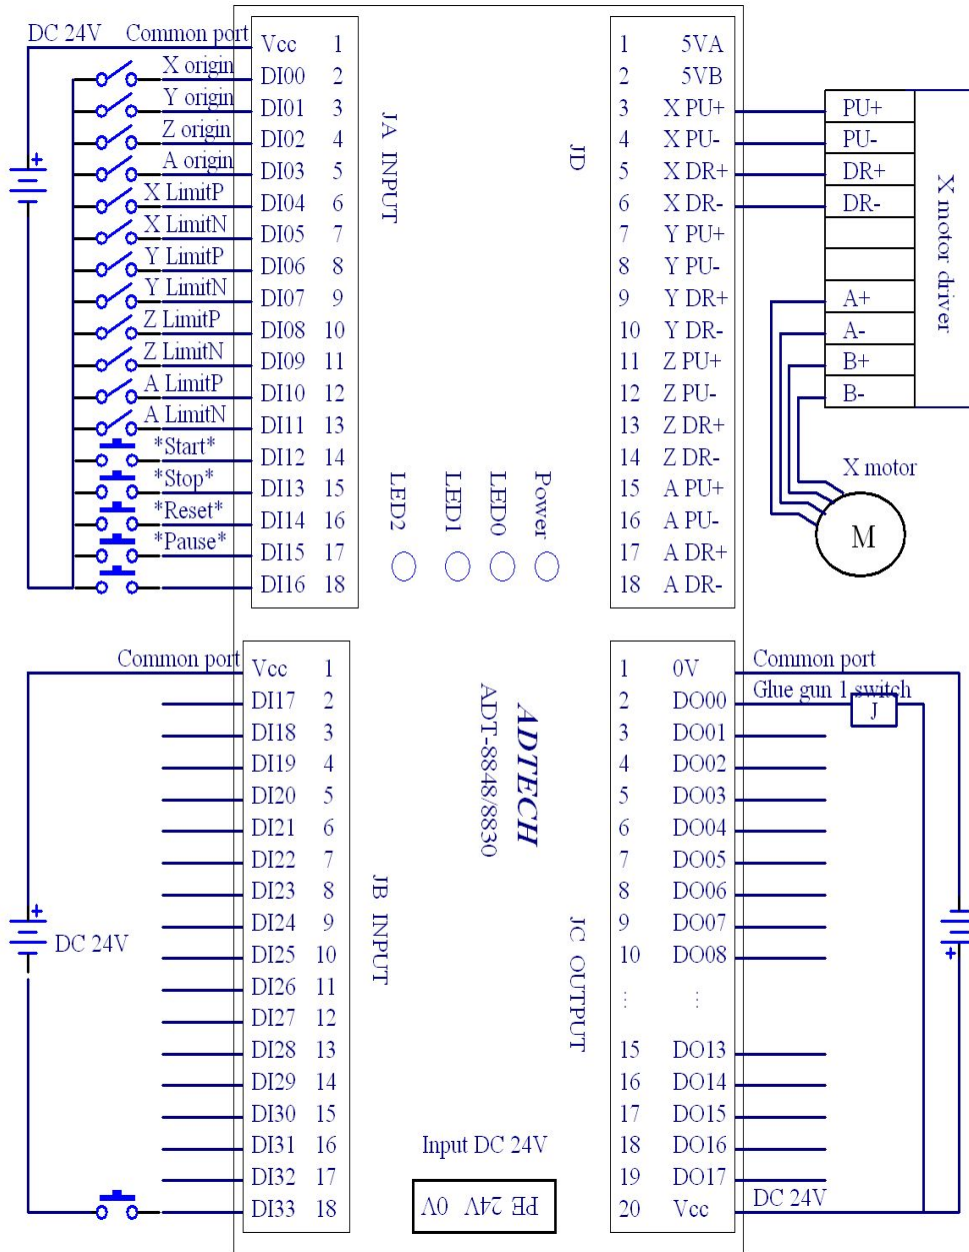 DC 24V Common port
Vcc 1
X origin DI00 2
Y origin DI01 3
Z origin DI02 4
A origin DI03 5
X LimitP DI04 6
X LimitN DI05 7
Y LimitP DI06 8
Y LimitN DI07 9
Z LimitP DI08 10
Z LimitN DI09 11
A LimitP DI10 12
A LimitN DI11 13
*Start* DI12 14
*Stop* DI13 15
*Reset* DI14 16
*Pause* DI15 17
DI16 18
JA INPUT
LED2
LED1
LED0
Power
JD
1 5VA
2 5VB
3 X PU+
4 X PU-
5 X DR+
6 X DR-
7 Y PU+
8 Y PU-
9 Y DR+
10 Y DR-
11 Z PU+
12 Z PU-
13 Z DR+
14 Z DR-
15 A PU+
16 A PU-
17 A DR+
18 A DR-
PU+
PU-
DR+
DR-
A+
A-
B+
B-
X motor driver
X motor
M
Common port
Vcc 1
DI17 2
DI18 3
DI19 4
DI20 5
DI21 6
DI22 7
DI23 8
DI24 9
DI25 10
DI26 11
DI27 12
DI28 13
DI29 14
DI30 15
DI31 16
DI32 17
DI33 18
DC 24V
JB INPUT
ADTECH
ADT-8848/8830
Input DC 24V
PE 24V 0V
JC OUTPUT
1 0V
2 DO00
3 DO01
4 DO02
5 DO03
6 DO04
7 DO05
8 DO06
9 DO07
10 DO08
... ...
15 DO13
16 DO14
17 DO15
18 DO16
19 DO17
20 Vcc
Common port
Glue gun 1 switch
J
DC 24V